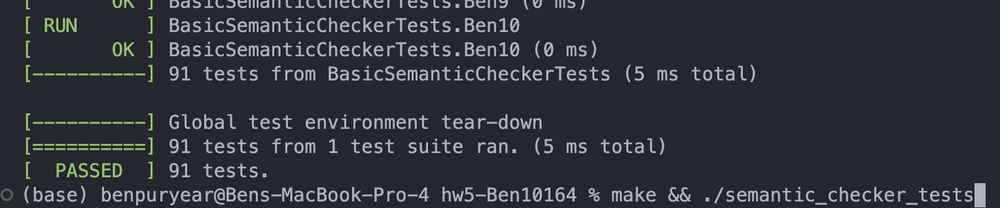 [       OK ] BasicSemanticCheckerTests.Ben9 (0 ms)
[ RUN      ] BasicSemanticCheckerTests.Ben10
[       OK ] BasicSemanticCheckerTests.Ben10 (0 ms)
[----------] 91 tests from BasicSemanticCheckerTests (5 ms total)
[----------] Global test environment tear-down
[==========] 91 tests from 1 test suite ran. (5 ms total)
[  PASSED  ] 91 tests.
(base) benpuryear@Bens-MacBook-Pro-4 hw5-Ben10164 % make && ./semantic_checker_tests